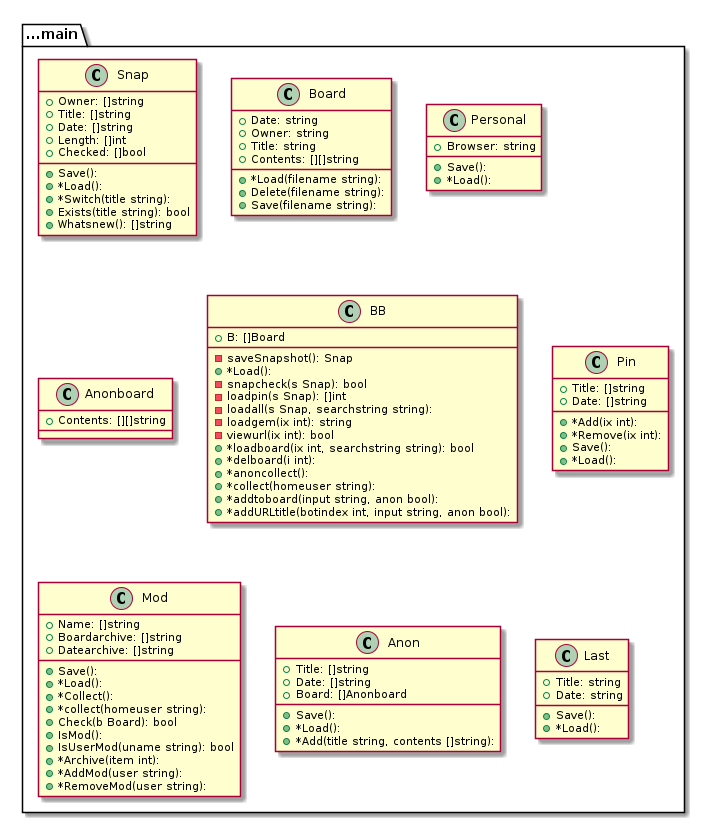 ...main
C Snap
Owner: []string
Title: []string
Date: []string
Length: []int
Checked: []bool
Save():
*Load():
*Switch(title string):
Exists(title string): bool
Whatsnew(): []string
C Board
Date: string
Owner: string
Title: string
Contents: [][]string
*Load(filename string):
Delete(filename string):
Save(filename string):
C Personal
Browser: string
Save():
*Load():
C Anonboard
Contents: [][]string
C BB
B: []Board
saveSnapshot(): Snap
*Load():
snapcheck(s Snap): bool
loadpin(s Snap): []int
loadall(s Snap, searchstring string):
loadgem(ix int): string
viewurl(ix int): bool
*loadboard(ix int, searchstring string): bool
*delboard(i int):
*anoncollect():
*collect(homeuser string):
*addtoboard(input string, anon bool):
*addURLtitle(botindex int, input string, anon bool):
C Pin
Title: []string
Date: []string
*Add(ix int):
*Remove(ix int):
Save():
*Load():
C Mod
Name: []string
Boardarchive: []string
Datearchive: []string
Save():
*Load():
*Collect():
*collect(homeuser string):
Check(b Board): bool
IsMod():
IsUserMod(uname string): bool
*Archive(item int):
*AddMod(user string):
*RemoveMod(user string):
C Anon
Title: []string
Date: []string
Board: []Anonboard
Save():
*Load():
*Add(title string, contents []string):
C Last
Title: string
Date: string
Save():
*Load():